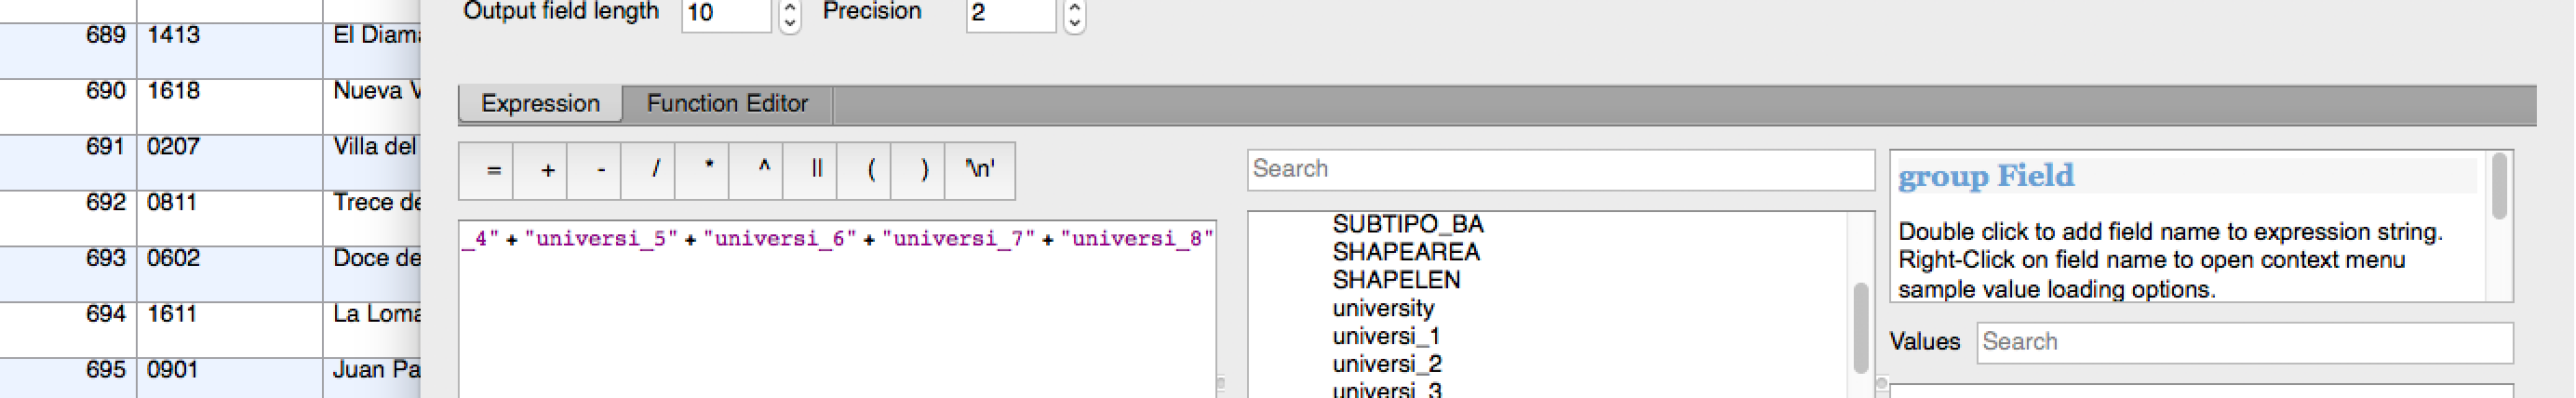 Output field length 10 Precision 2
689 1413 El Diam
690 1618 Nueva V
691 0207 Villa del
692 0811 Trece de
693 0602 Doce de
694 1611 La Loma
695 0901 Juan Pa
Expression Function Editor
= + - / * ^ || ( ) '\n'
_4" + "universi_5" + "universi_6" + "universi_7" + "universi_8"
Search
SUBTIPO_BA
SHAPEAREA
SHAPELEN
university
universi_1
universi_2
universi_3
group Field
Double click to add field name to expression string.
Right-Click on field name to open context menu
sample value loading options.
Values Search